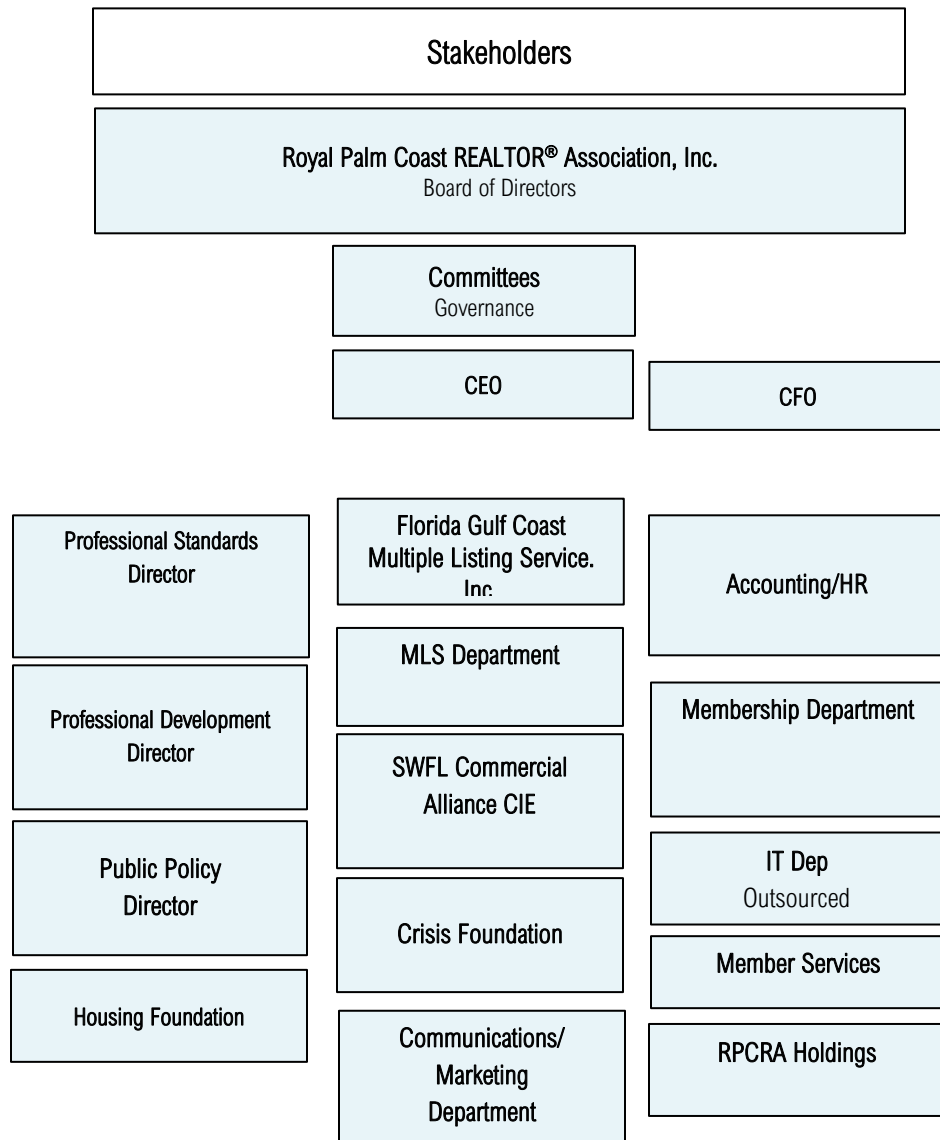 Stakeholders
Royal Palm Coast REALTOR® Association, Inc.
Board of Directors
Committees
Governance
CEO
CFO
Professional Standards
Director
Professional Development
Director
Public Policy
Director
Housing Foundation
Florida Gulf Coast
Multiple Listing Service.
Inc
MLS Department
SWFL Commercial
Alliance CIE
Crisis Foundation
Communications/
Marketing
Department
Accounting/HR
Membership Department
IT Dep
Outsourced
Member Services
RPCRA Holdings